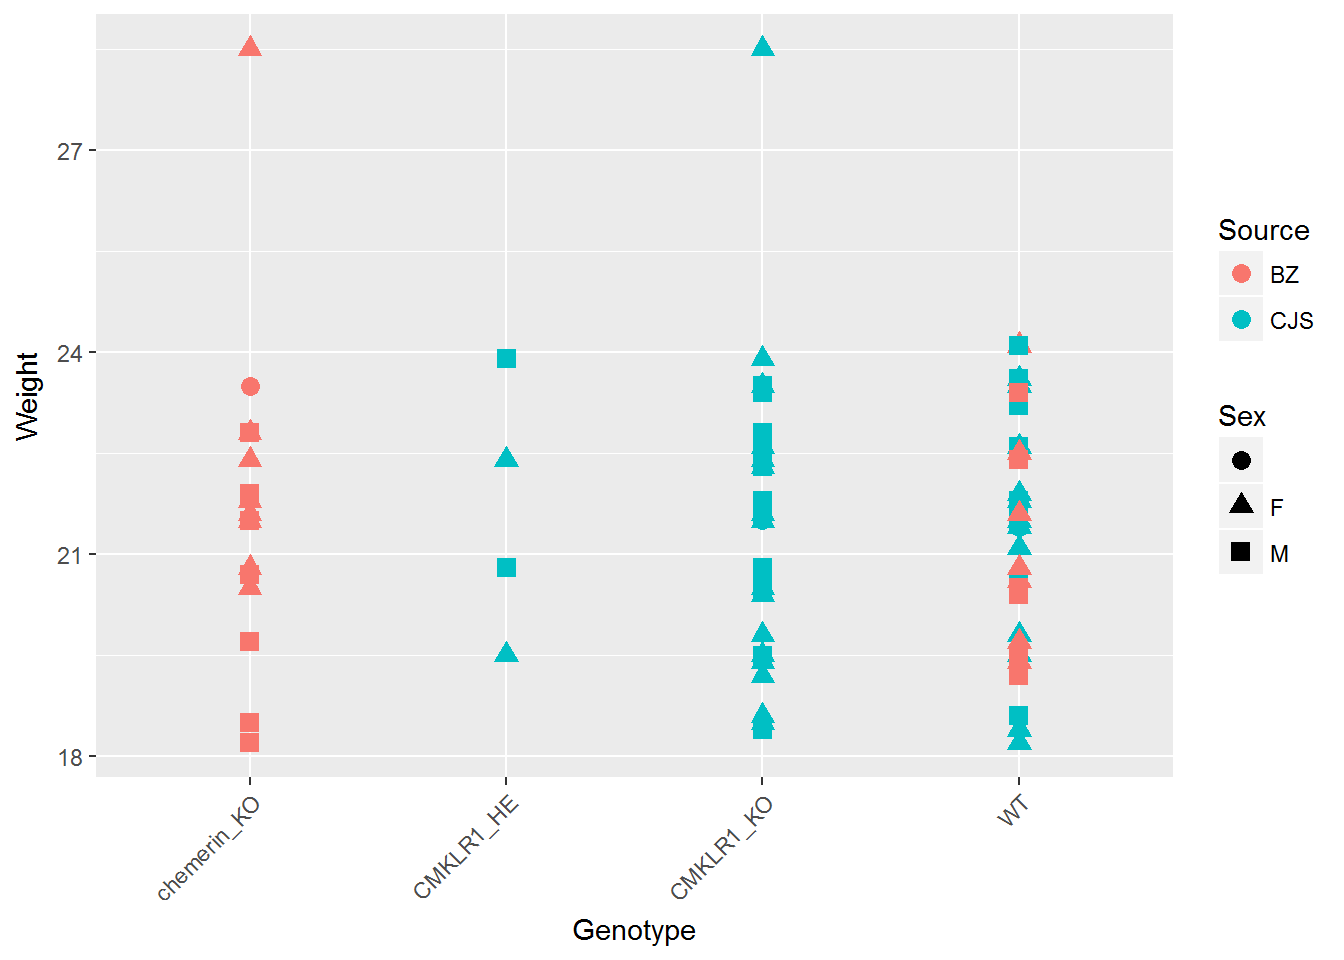 Weight
27
24
21
18
chemerin_KO
CMKLR1_HE
CMKLR1_KO
WT
Genotype
Source
BZ
CJS
Sex
F
M